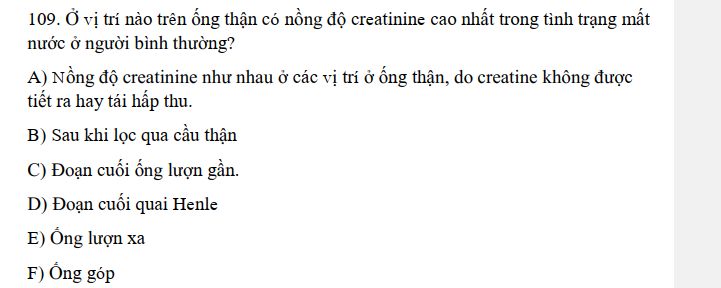 109. Ở vị trí nào trên ống thận có nồng độ creatinine cao nhất trong tình trạng mất
nước ở người bình thường?
A) Nồng độ creatinine như nhau ở các vị trí ở ống thận, do creatine không được
tiết ra hay tái hấp thu.
B) Sau khi lọc qua cầu thận
C) Đoạn cuối ống lượn gần.
D) Đoạn cuối quai Henle
E) Ống lượn xa
F) Ống góp